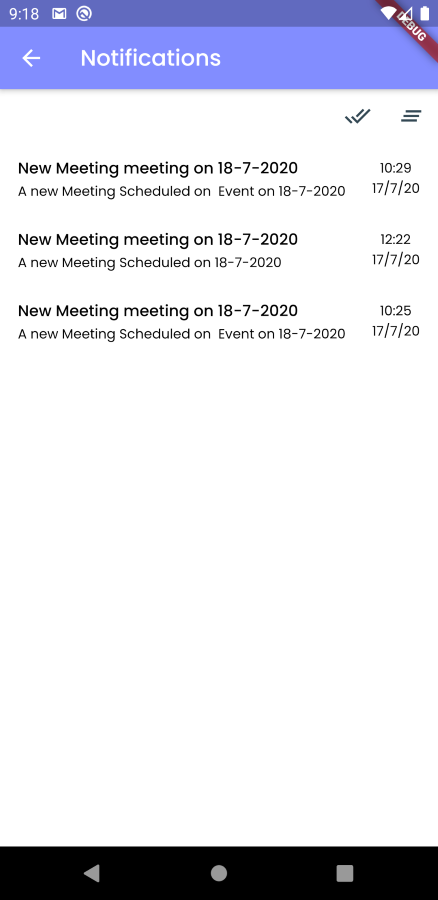 9:18
DEBUG
Notifications
New Meeting meeting on 18-7-2020
10:29
A new Meeting Scheduled on  Event on 18-7-2020
17/7/20
New Meeting meeting on 18-7-2020
12:22
A new Meeting Scheduled on 18-7-2020
17/7/20
New Meeting meeting on 18-7-2020
10:25
A new Meeting Scheduled on  Event on 18-7-2020
17/7/20